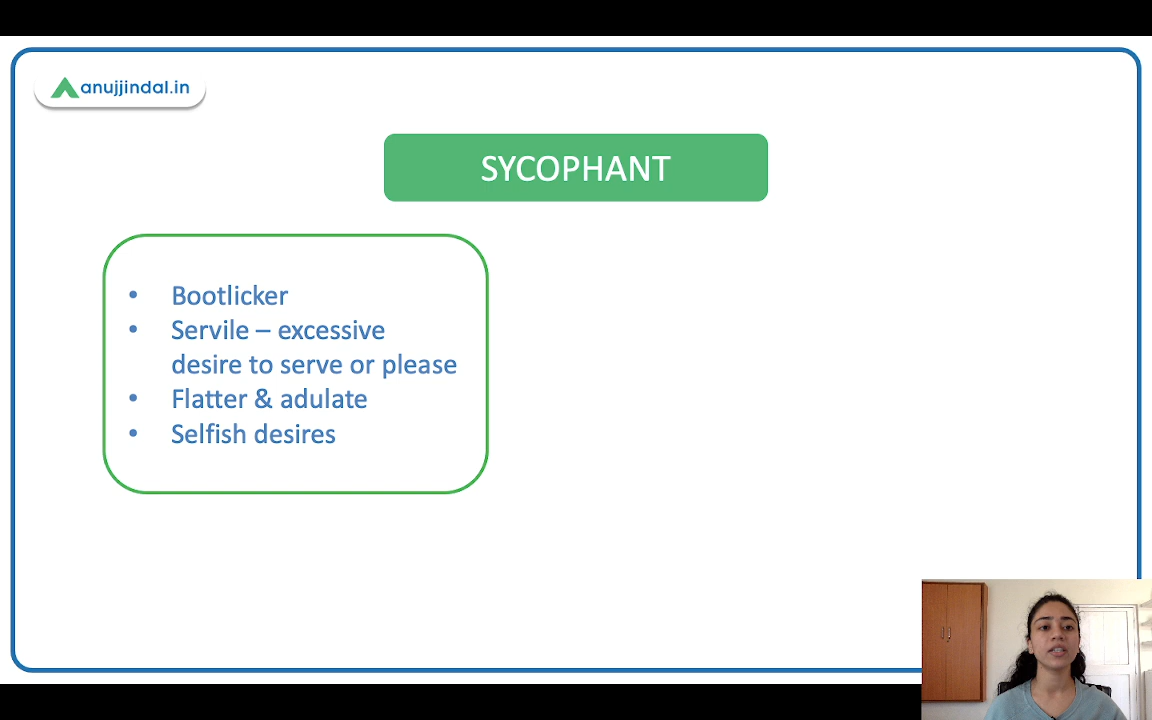 anujjindal.in
SYCOPHANT
• Bootlicker
• Servile – excessive
desire to serve or please
• Flatter & adulate
• Selfish desires